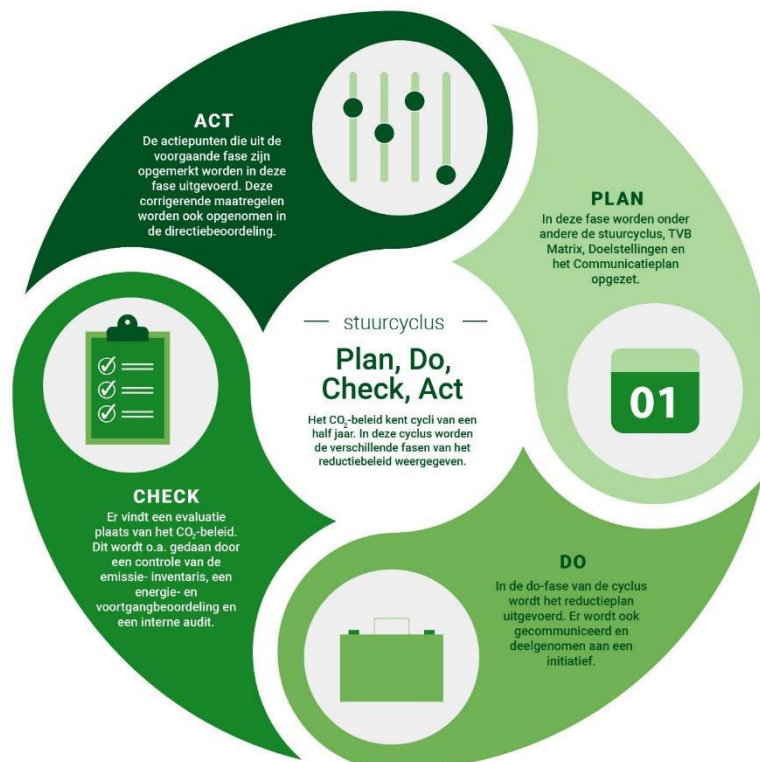 ACT
De actiepunten die uit de
voorgaande fase zijn
opgemerkt worden in deze
fase uitgevoerd. Deze
corrigerende maatregelen
worden ook opgenomen in
de directiebeoordeling.
PLAN
In deze fase worden onder
andere de stuurcyclus, TVB
Matrix, Doelstellingen en
het Communicatieplan
opgezet.
01
stuurcyclus
Plan, Do,
Check, Act
Het CO₂-beleid kent cycli van een
half jaar. In deze cyclus worden
de verschillende fasen van het
reductiebeleid weergegeven.
CHECK
Er vindt een evaluatie
plaats van het CO₂-beleid.
Dit wordt o.a. gedaan door
een controle van de
emissie- inventaris, een
energie- en
voortgangbeoordeling en
een interne audit.
DO
In de do-fase van de cyclus
wordt het reductieplan
uitgevoerd. Er wordt ook
gecommuniceerd en
deelgenomen aan een
initiatief.